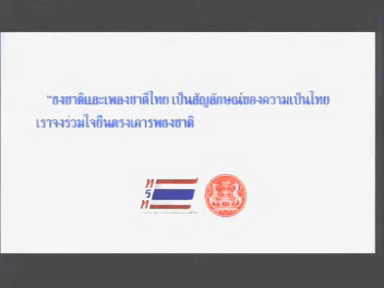 "ธงชาติและเพลงชาติไทย เป็นสัญลักษณ์ของความเป็นไทย
เราจงร่วมใจยืนตรงเคารพธงชาติ
ท
ร
ท